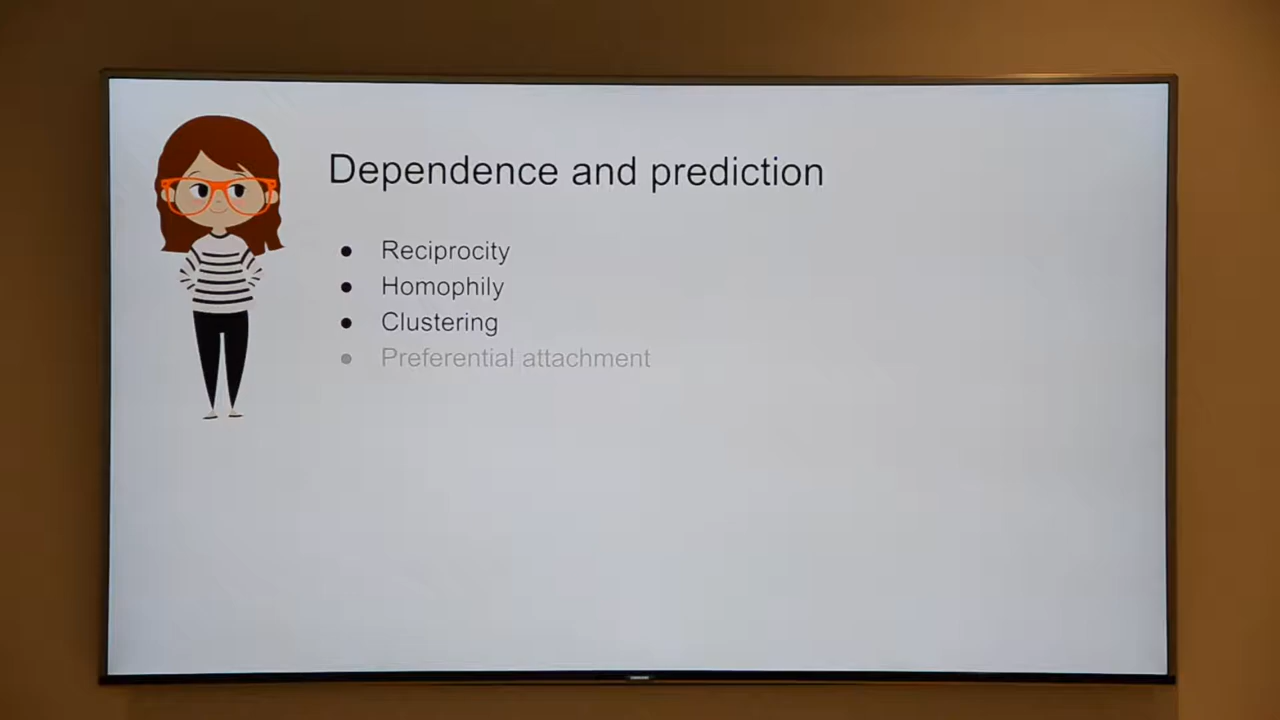 Dependence and prediction
● Reciprocity
● Homophily
● Clustering
● Preferential attachment